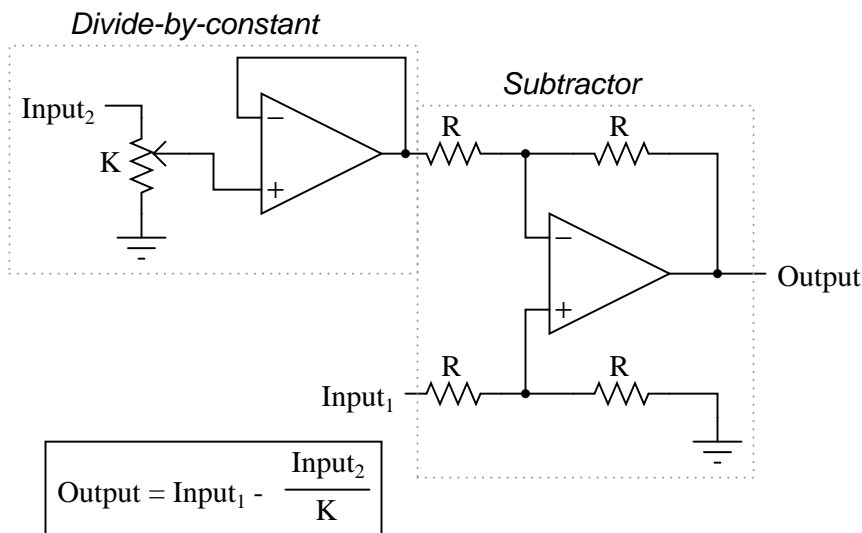 Divide-by-constant
Subtractor
Input₂
K
−
+
R
R
−
+
Output
R
R
Input₁
Output = Input₁ - Input₂
K